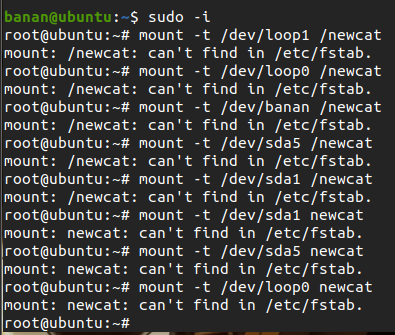 banan@ubuntu:~$ sudo -i
root@ubuntu:~# mount -t /dev/loop1 /newcat
mount: /newcat: can't find in /etc/fstab.
root@ubuntu:~# mount -t /dev/loop0 /newcat
mount: /newcat: can't find in /etc/fstab.
root@ubuntu:~# mount -t /dev/banan /newcat
mount: /newcat: can't find in /etc/fstab.
root@ubuntu:~# mount -t /dev/sda5 /newcat
mount: /newcat: can't find in /etc/fstab.
root@ubuntu:~# mount -t /dev/sda1 /newcat
mount: /newcat: can't find in /etc/fstab.
root@ubuntu:~# mount -t /dev/sda1 newcat
mount: newcat: can't find in /etc/fstab.
root@ubuntu:~# mount -t /dev/sda5 newcat
mount: newcat: can't find in /etc/fstab.
root@ubuntu:~# mount -t /dev/loop0 newcat
mount: newcat: can't find in /etc/fstab.
root@ubuntu:~#